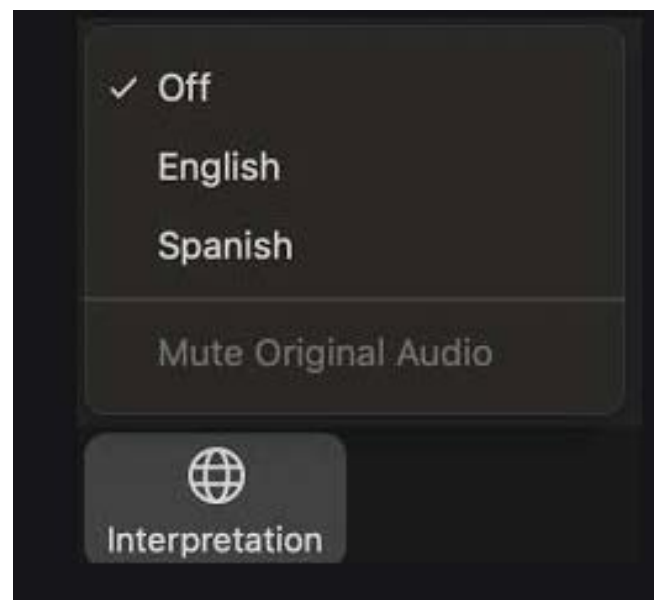 Off
English
Spanish
Mute Original Audio
Interpretation